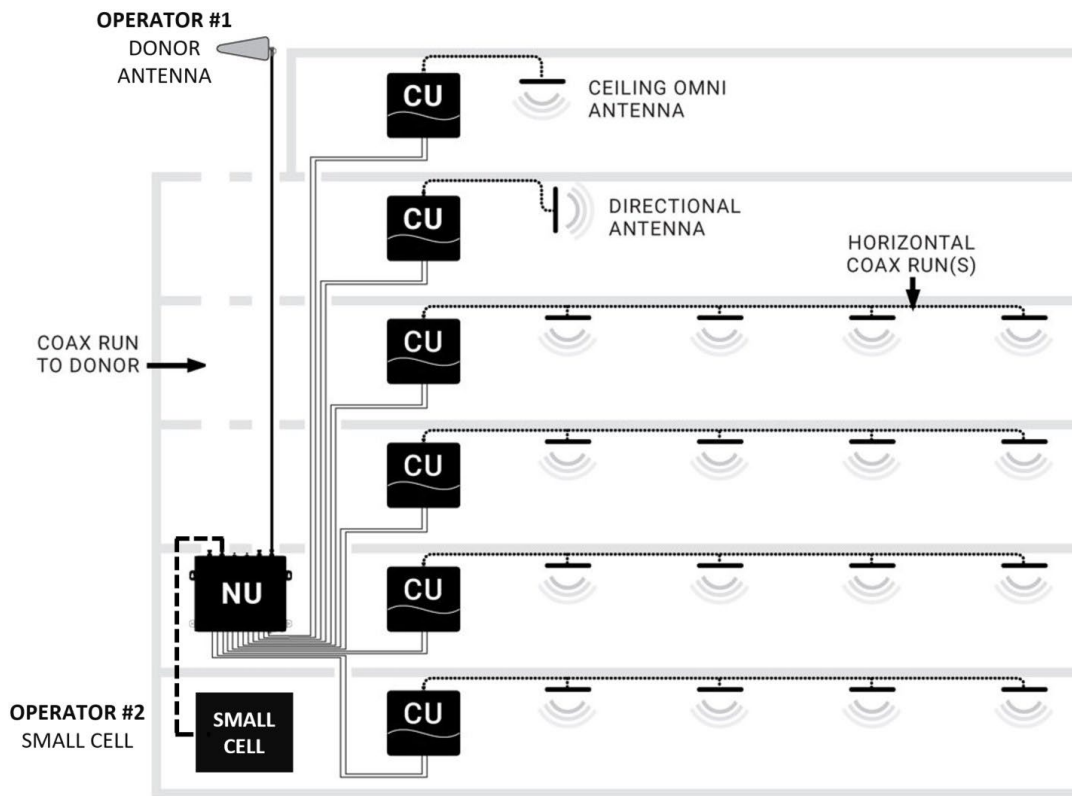 OPERATOR #1
DONOR
ANTENNA
CU
CEILING OMNI
ANTENNA
CU
DIRECTIONAL
ANTENNA
HORIZONTAL
COAX RUN(S)
COAX RUN
TO DONOR
CU
CU
NU
CU
OPERATOR #2
SMALL CELL
SMALL
CELL
CU